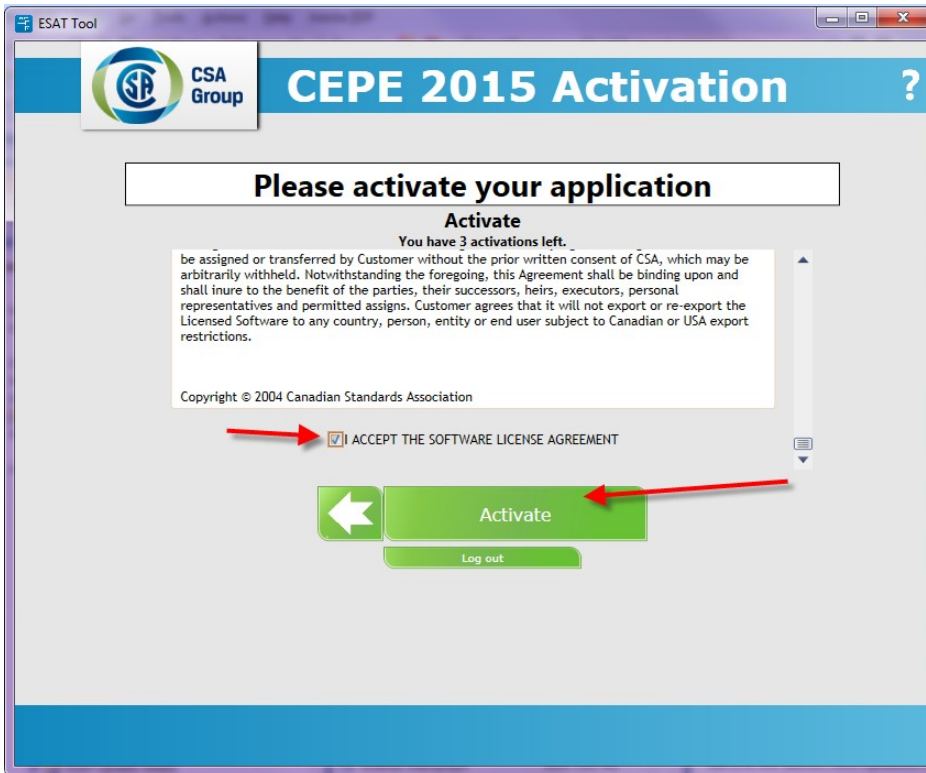 ESAT Tool
CSA
Group
CEPE 2015 Activation
?
Please activate your application
Activate
You have 3 activations left.
be assigned or transferred by Customer without the prior written consent of CSA, which may be
arbitrarily withheld. Notwithstanding the foregoing, this Agreement shall be binding upon and
shall inure to the benefit of the parties, their successors, heirs, executors, personal
representatives and permitted assigns. Customer agrees that it will not export or re-export the
Licensed Software to any country, person, entity or end user subject to Canadian or USA export
restrictions.
Copyright © 2004 Canadian Standards Association
I ACCEPT THE SOFTWARE LICENSE AGREEMENT
Activate
Log out